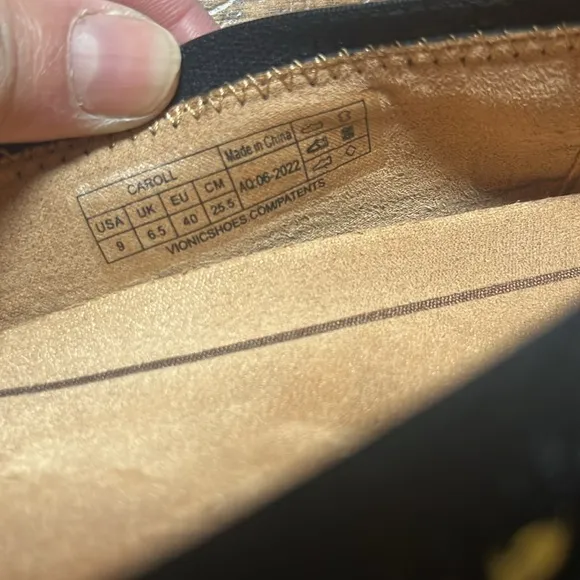 CAROLL
Made in China
USA UK EU CM
AQ:06-2022
9 6.5 40 25.5
VIONICSHOES.COM/PATENTS